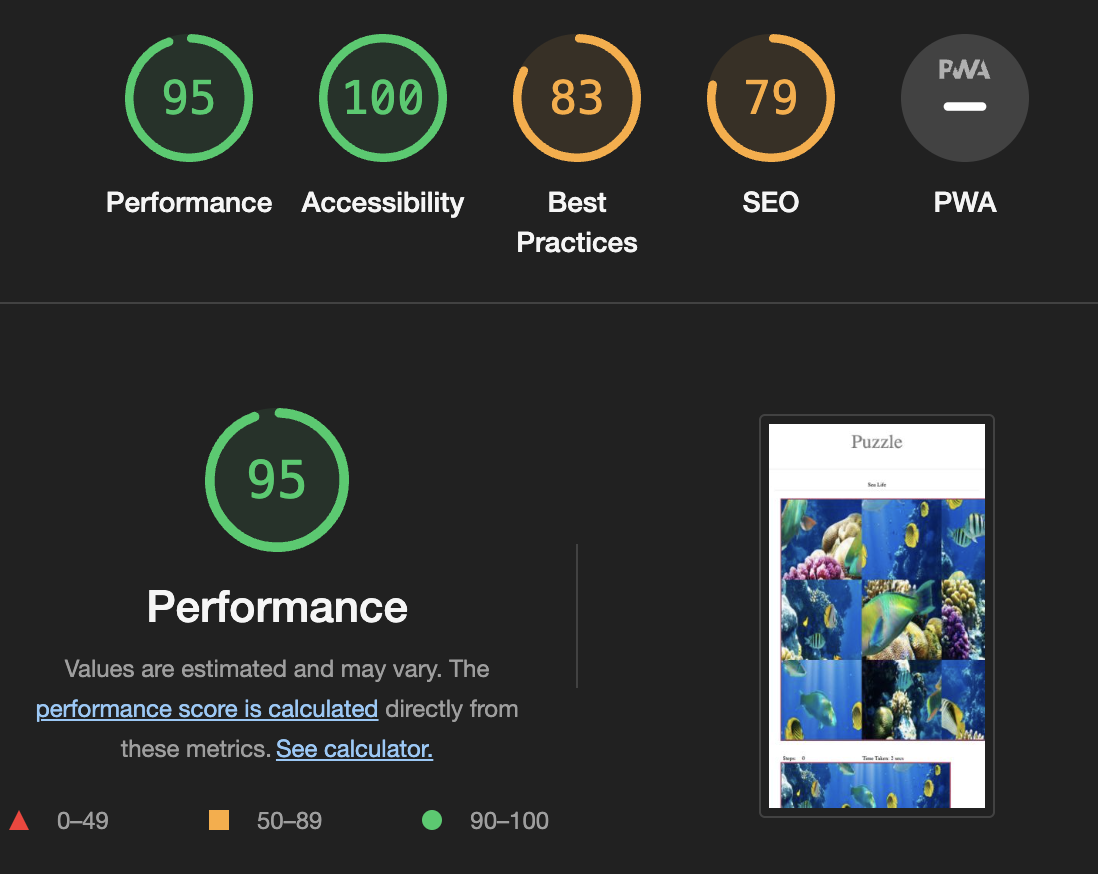 95
100
83
79
PWA
Performance
Accessibility
Best
Practices
SEO
PWA
95
Performance
Values are estimated and may vary. The
performance score is calculated directly from
these metrics. See calculator.
0–49
50–89
90–100
Puzzle
Sea Life
Steps: 0
Time Taken: 2 secs